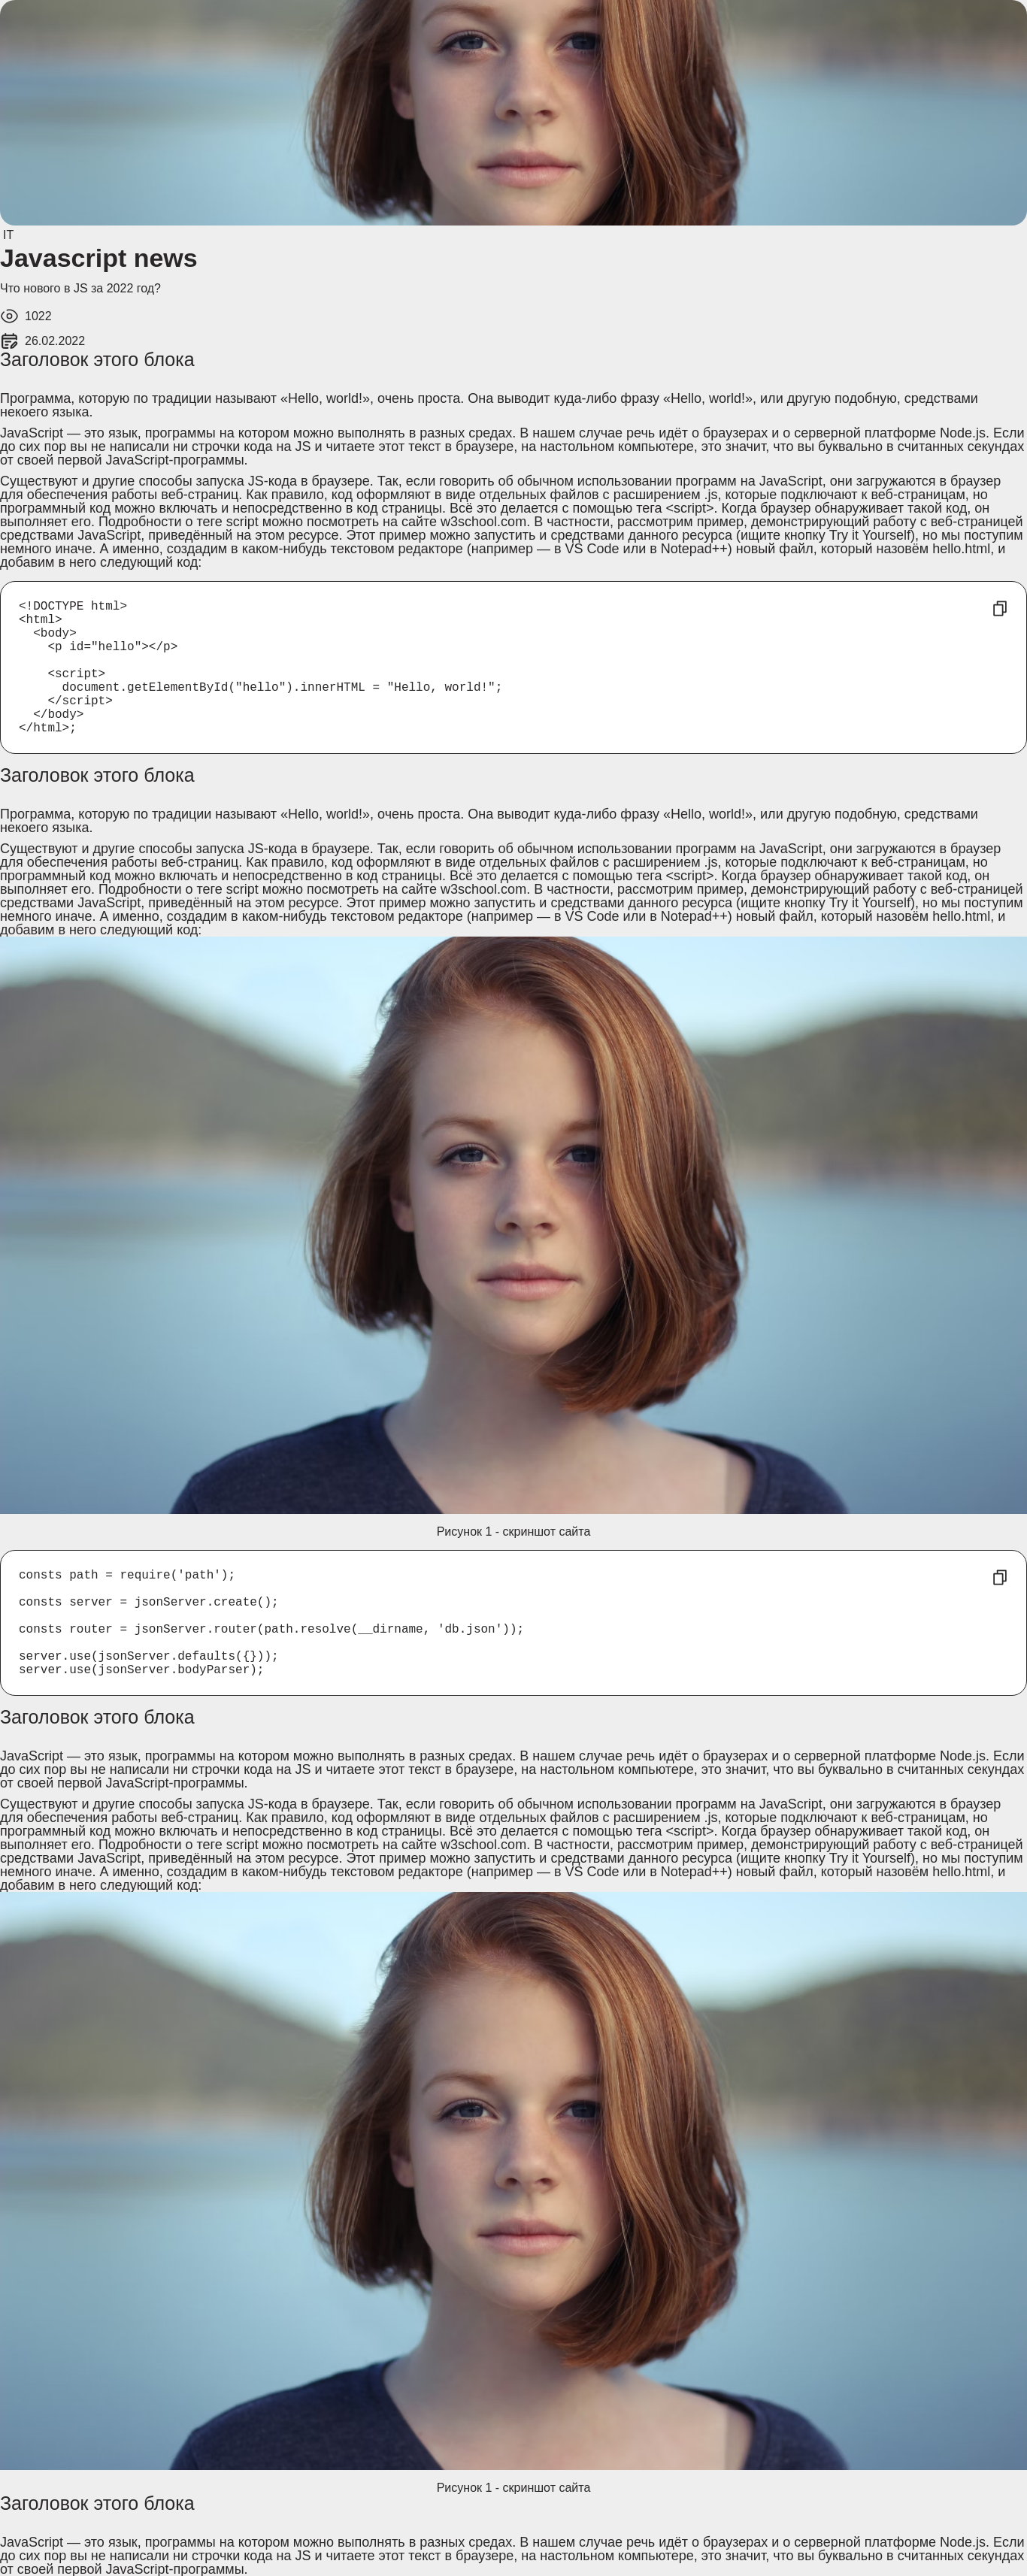 IT
Javascript news
Что нового в JS за 2022 год?
1022
26.02.2022
Заголовок этого блока
Программа, которую по традиции называют «Hello, world!», очень проста. Она выводит куда-либо фразу «Hello, world!», или другую подобную, средствами
некоего языка.
JavaScript — это язык, программы на котором можно выполнять в разных средах. В нашем случае речь идёт о браузерах и о серверной платформе Node.js. Если
до сих пор вы не написали ни строчки кода на JS и читаете этот текст в браузере, на настольном компьютере, это значит, что вы буквально в считанных секундах
от своей первой JavaScript-программы.
Существуют и другие способы запуска JS-кода в браузере. Так, если говорить об обычном использовании программ на JavaScript, они загружаются в браузер
для обеспечения работы веб-страниц. Как правило, код оформляют в виде отдельных файлов с расширением .js, которые подключают к веб-страницам, но
программный код можно включать и непосредственно в код страницы. Всё это делается с помощью тега <script>. Когда браузер обнаруживает такой код, он
выполняет его. Подробности о теге script можно посмотреть на сайте w3school.com. В частности, рассмотрим пример, демонстрирующий работу с веб-страницей
средствами JavaScript, приведённый на этом ресурсе. Этот пример можно запустить и средствами данного ресурса (ищите кнопку Try it Yourself), но мы поступим
немного иначе. А именно, создадим в каком-нибудь текстовом редакторе (например — в VS Code или в Notepad++) новый файл, который назовём hello.html, и
добавим в него следующий код:
<!DOCTYPE html>
<html>
  <body>
    <p id="hello"></p>

    <script>
      document.getElementById("hello").innerHTML = "Hello, world!";
    </script>
  </body>
</html>;
Заголовок этого блока
Программа, которую по традиции называют «Hello, world!», очень проста. Она выводит куда-либо фразу «Hello, world!», или другую подобную, средствами
некоего языка.
Существуют и другие способы запуска JS-кода в браузере. Так, если говорить об обычном использовании программ на JavaScript, они загружаются в браузер
для обеспечения работы веб-страниц. Как правило, код оформляют в виде отдельных файлов с расширением .js, которые подключают к веб-страницам, но
программный код можно включать и непосредственно в код страницы. Всё это делается с помощью тега <script>. Когда браузер обнаруживает такой код, он
выполняет его. Подробности о теге script можно посмотреть на сайте w3school.com. В частности, рассмотрим пример, демонстрирующий работу с веб-страницей
средствами JavaScript, приведённый на этом ресурсе. Этот пример можно запустить и средствами данного ресурса (ищите кнопку Try it Yourself), но мы поступим
немного иначе. А именно, создадим в каком-нибудь текстовом редакторе (например — в VS Code или в Notepad++) новый файл, который назовём hello.html, и
добавим в него следующий код:
Рисунок 1 - скриншот сайта
consts path = require('path');

consts server = jsonServer.create();

consts router = jsonServer.router(path.resolve(__dirname, 'db.json'));

server.use(jsonServer.defaults({}));
server.use(jsonServer.bodyParser);
Заголовок этого блока
JavaScript — это язык, программы на котором можно выполнять в разных средах. В нашем случае речь идёт о браузерах и о серверной платформе Node.js. Если
до сих пор вы не написали ни строчки кода на JS и читаете этот текст в браузере, на настольном компьютере, это значит, что вы буквально в считанных секундах
от своей первой JavaScript-программы.
Существуют и другие способы запуска JS-кода в браузере. Так, если говорить об обычном использовании программ на JavaScript, они загружаются в браузер
для обеспечения работы веб-страниц. Как правило, код оформляют в виде отдельных файлов с расширением .js, которые подключают к веб-страницам, но
программный код можно включать и непосредственно в код страницы. Всё это делается с помощью тега <script>. Когда браузер обнаруживает такой код, он
выполняет его. Подробности о теге script можно посмотреть на сайте w3school.com. В частности, рассмотрим пример, демонстрирующий работу с веб-страницей
средствами JavaScript, приведённый на этом ресурсе. Этот пример можно запустить и средствами данного ресурса (ищите кнопку Try it Yourself), но мы поступим
немного иначе. А именно, создадим в каком-нибудь текстовом редакторе (например — в VS Code или в Notepad++) новый файл, который назовём hello.html, и
добавим в него следующий код:
Рисунок 1 - скриншот сайта
Заголовок этого блока
JavaScript — это язык, программы на котором можно выполнять в разных средах. В нашем случае речь идёт о браузерах и о серверной платформе Node.js. Если
до сих пор вы не написали ни строчки кода на JS и читаете этот текст в браузере, на настольном компьютере, это значит, что вы буквально в считанных секундах
от своей первой JavaScript-программы.